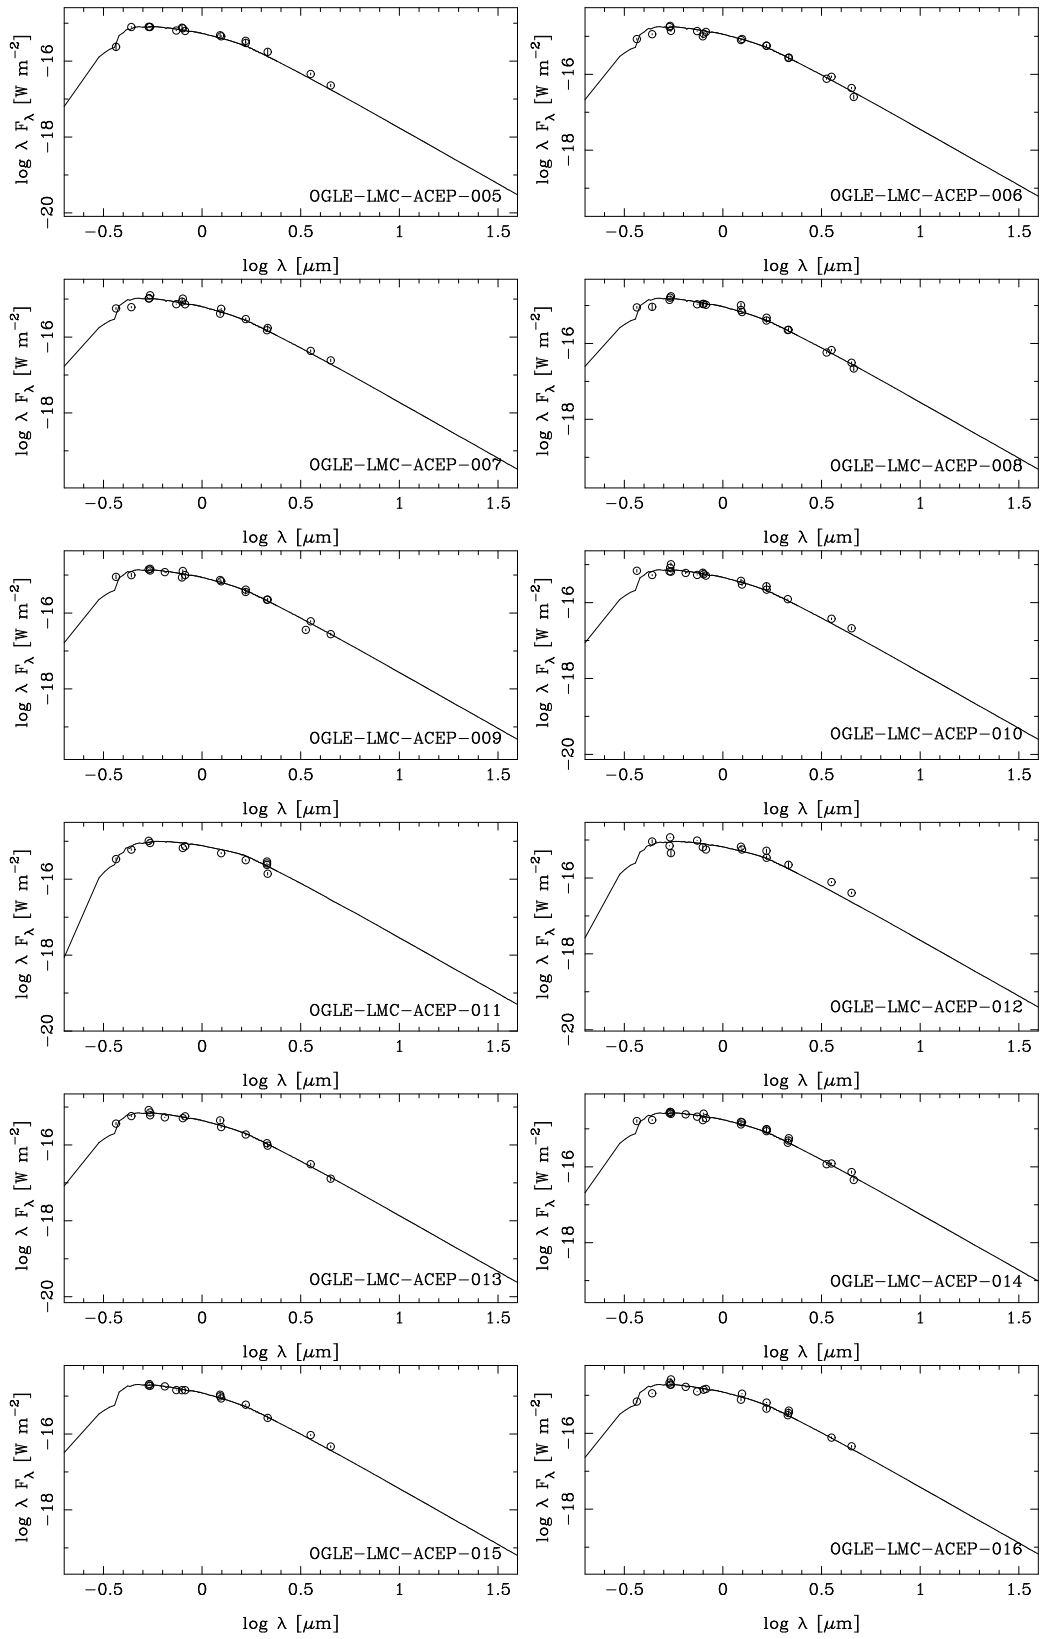 log λ F_λ [W m^−2]
−16
−18
−20
OGLE−LMC−ACEP−005
−0.5 0 0.5 1 1.5
log λ [μm]
log λ F_λ [W m^−2]
−16
−18
OGLE−LMC−ACEP−006
−0.5 0 0.5 1 1.5
log λ [μm]
log λ F_λ [W m^−2]
−16
−18
OGLE−LMC−ACEP−007
−0.5 0 0.5 1 1.5
log λ [μm]
log λ F_λ [W m^−2]
−16
−18
OGLE−LMC−ACEP−008
−0.5 0 0.5 1 1.5
log λ [μm]
log λ F_λ [W m^−2]
−16
−18
OGLE−LMC−ACEP−009
−0.5 0 0.5 1 1.5
log λ [μm]
log λ F_λ [W m^−2]
−16
−18
−20
OGLE−LMC−ACEP−010
−0.5 0 0.5 1 1.5
log λ [μm]
log λ F_λ [W m^−2]
−16
−18
−20
OGLE−LMC−ACEP−011
−0.5 0 0.5 1 1.5
log λ [μm]
log λ F_λ [W m^−2]
−16
−18
−20
OGLE−LMC−ACEP−012
−0.5 0 0.5 1 1.5
log λ [μm]
log λ F_λ [W m^−2]
−16
−18
−20
OGLE−LMC−ACEP−013
−0.5 0 0.5 1 1.5
log λ [μm]
log λ F_λ [W m^−2]
−16
−18
OGLE−LMC−ACEP−014
−0.5 0 0.5 1 1.5
log λ [μm]
log λ F_λ [W m^−2]
−16
−18
OGLE−LMC−ACEP−015
−0.5 0 0.5 1 1.5
log λ [μm]
log λ F_λ [W m^−2]
−16
−18
OGLE−LMC−ACEP−016
−0.5 0 0.5 1 1.5
log λ [μm]